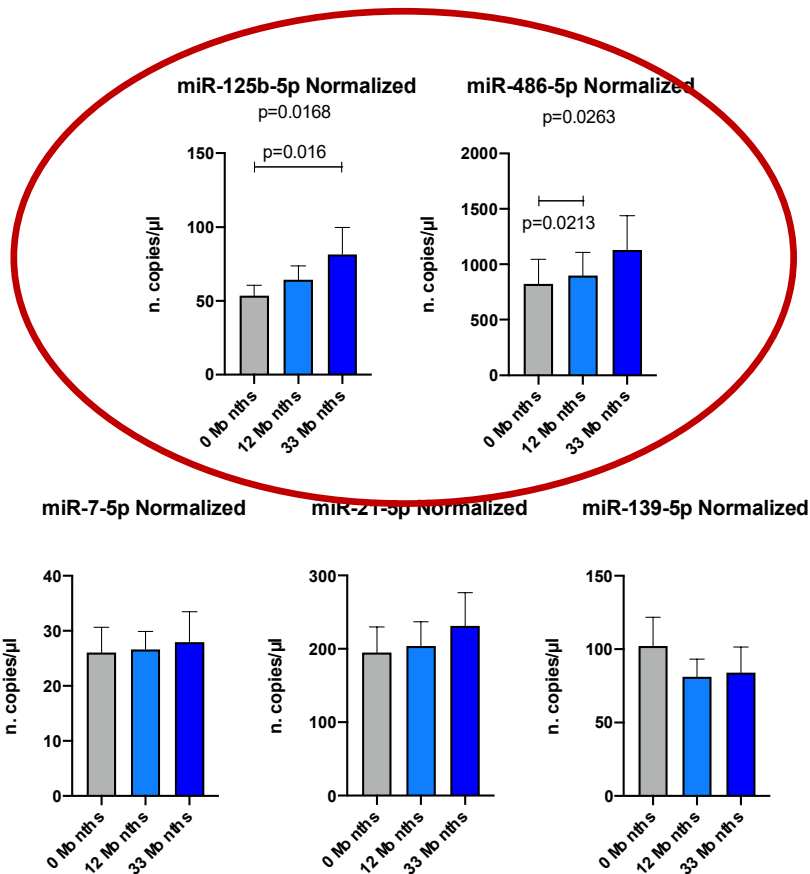 miR-125b-5p Normalized
p=0.0168
p=0.016
n. copies/µl
150
100
50
0
0 Mo nths
12 Mo nths
33 Mo nths
miR-486-5p Normalized
p=0.0263
p=0.0213
n. copies/µl
2000
1500
1000
500
0
0 Mo nths
12 Mo nths
33 Mo nths
miR-7-5p Normalized
n. copies/µl
40
30
20
10
0
0 Mo nths
12 Mo nths
33 Mo nths
miR-21-5p Normalized
n. copies/µl
300
200
100
0
0 Mo nths
12 Mo nths
33 Mo nths
miR-139-5p Normalized
n. copies/µl
150
100
50
0
0 Mo nths
12 Mo nths
33 Mo nths